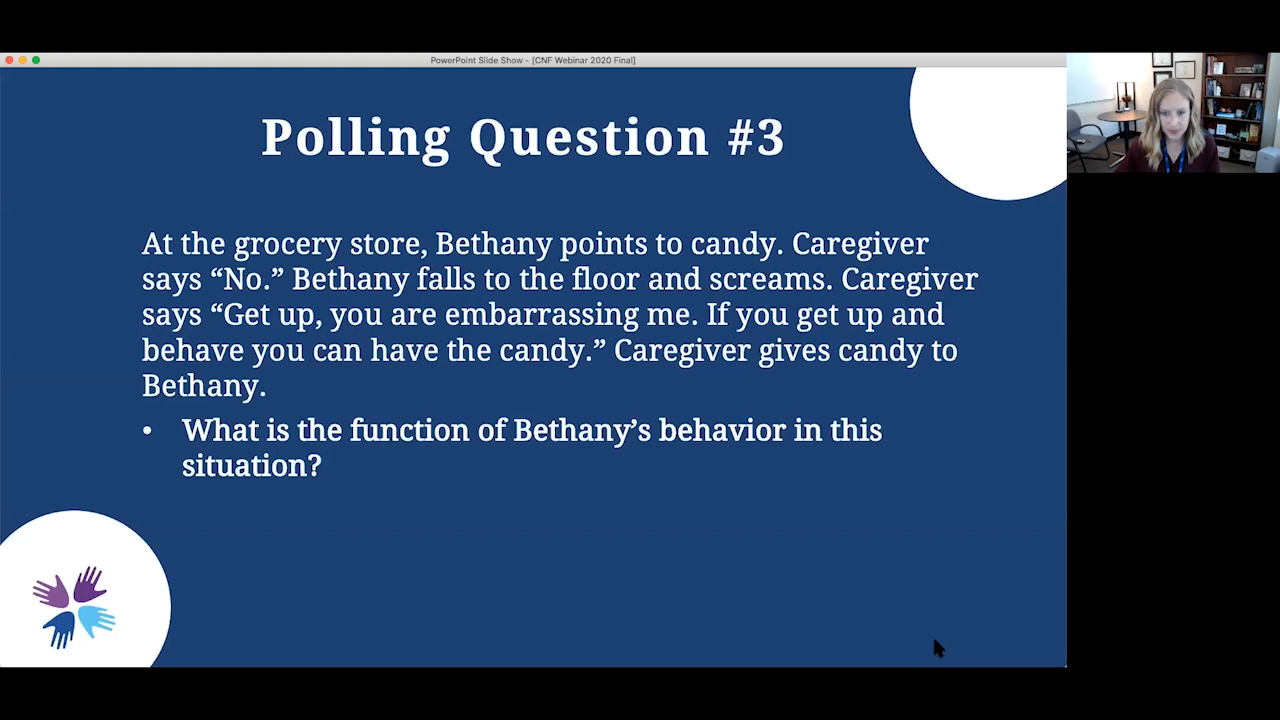 PowerPoint Slide Show - [CNF Webinar 2020 Final]
Polling Question #3
At the grocery store, Bethany points to candy. Caregiver
says “No.” Bethany falls to the floor and screams. Caregiver
says “Get up, you are embarrassing me. If you get up and
behave you can have the candy.” Caregiver gives candy to
Bethany.
• What is the function of Bethany’s behavior in this
situation?